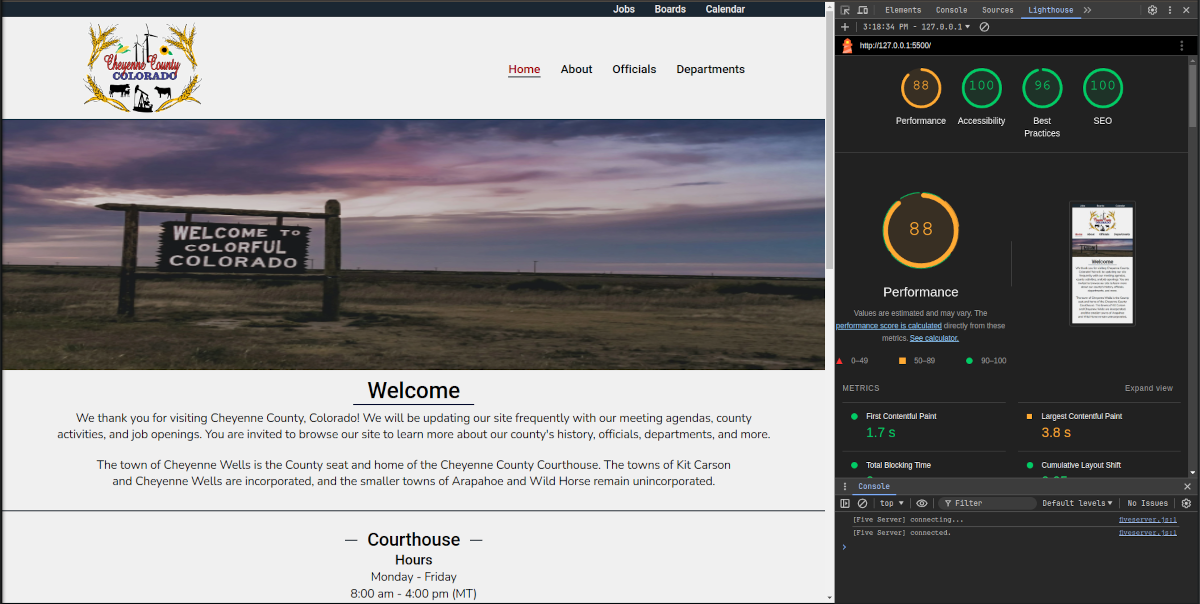 Jobs Boards Calendar
Cheyenne County
COLORADO
Home About Officials Departments
WELCOME TO
COLORFUL
COLORADO
Welcome
We thank you for visiting Cheyenne County, Colorado! We will be updating our site frequently with our meeting agendas, county
activities, and job openings. You are invited to browse our site to learn more about our county's history, officials, departments, and more.
The town of Cheyenne Wells is the County seat and home of the Cheyenne County Courthouse. The towns of Kit Carson
and Cheyenne Wells are incorporated, and the smaller towns of Arapahoe and Wild Horse remain unincorporated.
— Courthouse —
Hours
Monday - Friday
8:00 am - 4:00 pm (MT)
Elements Console Sources Lighthouse
3:18:34 PM - 127.0.0.1
http://127.0.0.1:5500/
88 100 96 100
Performance Accessibility Best Practices SEO
88
Performance
Values are estimated and may vary. The
performance score is calculated directly from these
metrics. See calculator.
0–49 50–89 90–100
METRICS Expand view
First Contentful Paint Largest Contentful Paint
1.7 s 3.8 s
Total Blocking Time Cumulative Layout Shift
Console
top Filter Default levels No Issues
[Five Server] connecting... fiveserver.js:1
[Five Server] connected. fiveserver.js:1